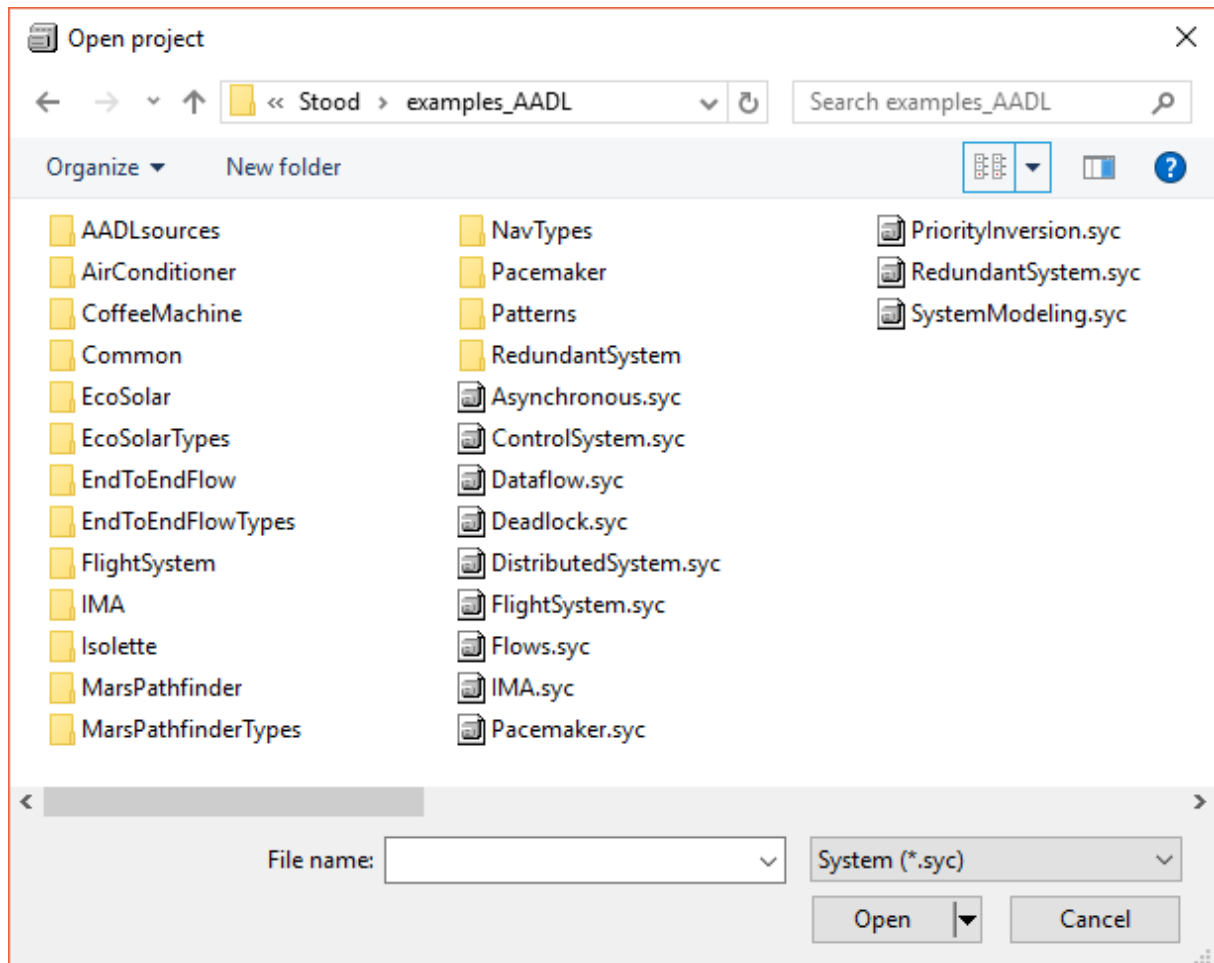 Open project
« Stood > examples_AADL
Search examples_AADL
Organize
New folder
AADLsources
AirConditioner
CoffeeMachine
Common
EcoSolar
EcoSolarTypes
EndToEndFlow
EndToEndFlowTypes
FlightSystem
IMA
Isolette
MarsPathfinder
MarsPathfinderTypes
NavTypes
Pacemaker
Patterns
RedundantSystem
Asynchronous.syc
ControlSystem.syc
Dataflow.syc
Deadlock.syc
DistributedSystem.syc
FlightSystem.syc
Flows.syc
IMA.syc
Pacemaker.syc
PriorityInversion.syc
RedundantSystem.syc
SystemModeling.syc
File name:
System (*.syc)
Open
Cancel